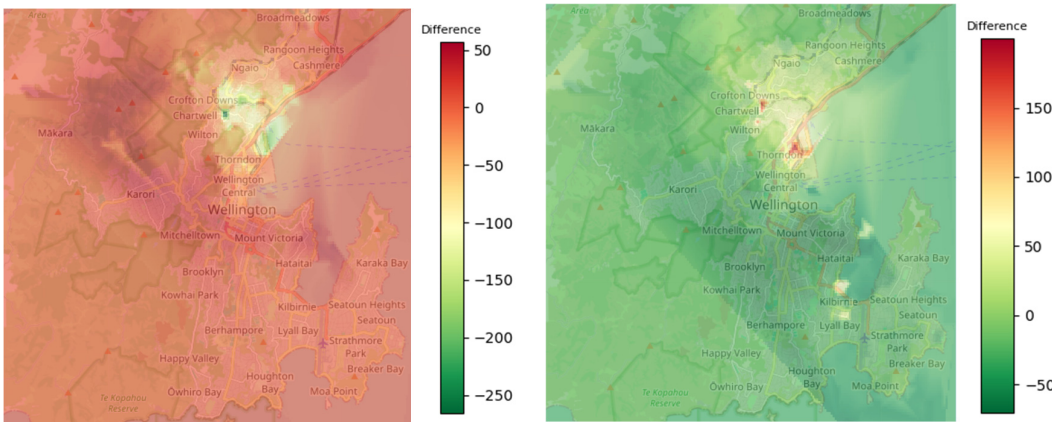 Area
Broadmeadows
Rangoon Heights
Cashmere
Ngaio
Crofton Downs
Chartwell
Wilton
Mākara
Thorndon
Wellington
Central
Karori
Wellington
Mitchelltown
Mount Victoria
Brooklyn
Hataitai
Karaka Bay
Kowhai Park
Kilbirnie
Seatoun Heights
Seatoun
Berhampore
Lyall Bay
Strathmore
Park
Happy Valley
Breaker Bay
Houghton
Bay
Ōwhiro Bay
Moa Point
Te Kopahou
Reserve
Difference
50
0
−50
−100
−150
−200
−250
Area
Broadmeadows
Rangoon Heights
Cashmere
Ngaio
Crofton Downs
Chartwell
Wilton
Mākara
Thorndon
Wellington
Central
Karori
Wellington
Mitchelltown
Mount Victoria
Brooklyn
Hataitai
Karaka Bay
Kowhai Park
Kilbirnie
Seatoun Heights
Seatoun
Berhampore
Lyall Bay
Strathmore
Park
Happy Valley
Breaker Bay
Houghton
Bay
Ōwhiro Bay
Moa Point
Te Kopahou
Reserve
Difference
150
100
50
0
−50